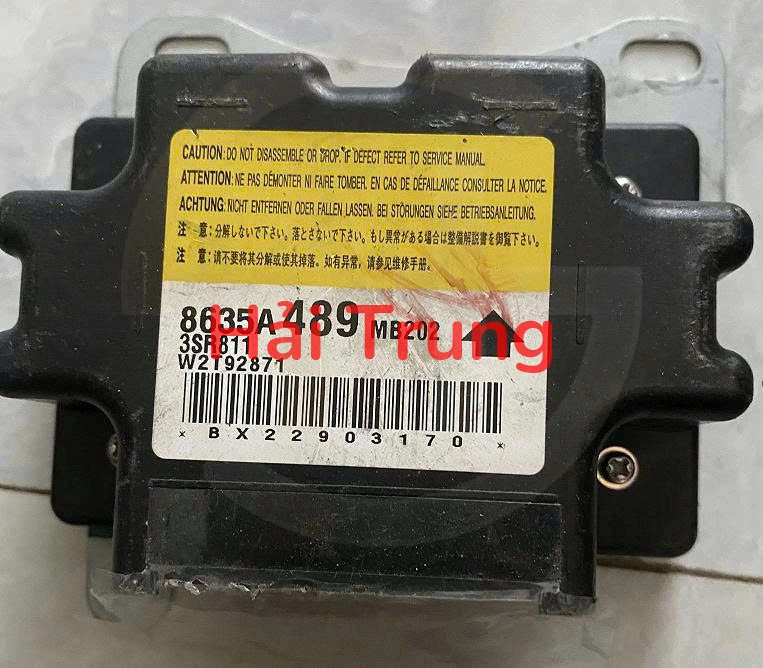 CAUTION: DO NOT DISASSEMBLE OR DROP. IF DEFECT REFER TO SERVICE MANUAL.
ATTENTION: NE PAS DÉMONTER NI FAIRE TOMBER. EN CAS DE DÉFAILLANCE CONSULTER LA NOTICE.
ACHTUNG: NICHT ENTFERNEN ODER FALLEN LASSEN. BEI STÖRUNGEN SIEHE BETRIEBSANLEITUNG.
注 意:分解しないで下さい。落とさないで下さい。もし異常がある場合は整備解説書を御覧下さい。
注 意:请不要将其分解或使其掉落。如有异常,请参见维修手册。
8635A 489 MB202
Hải Trung
3SR811
W2T92871
*BX22903170*